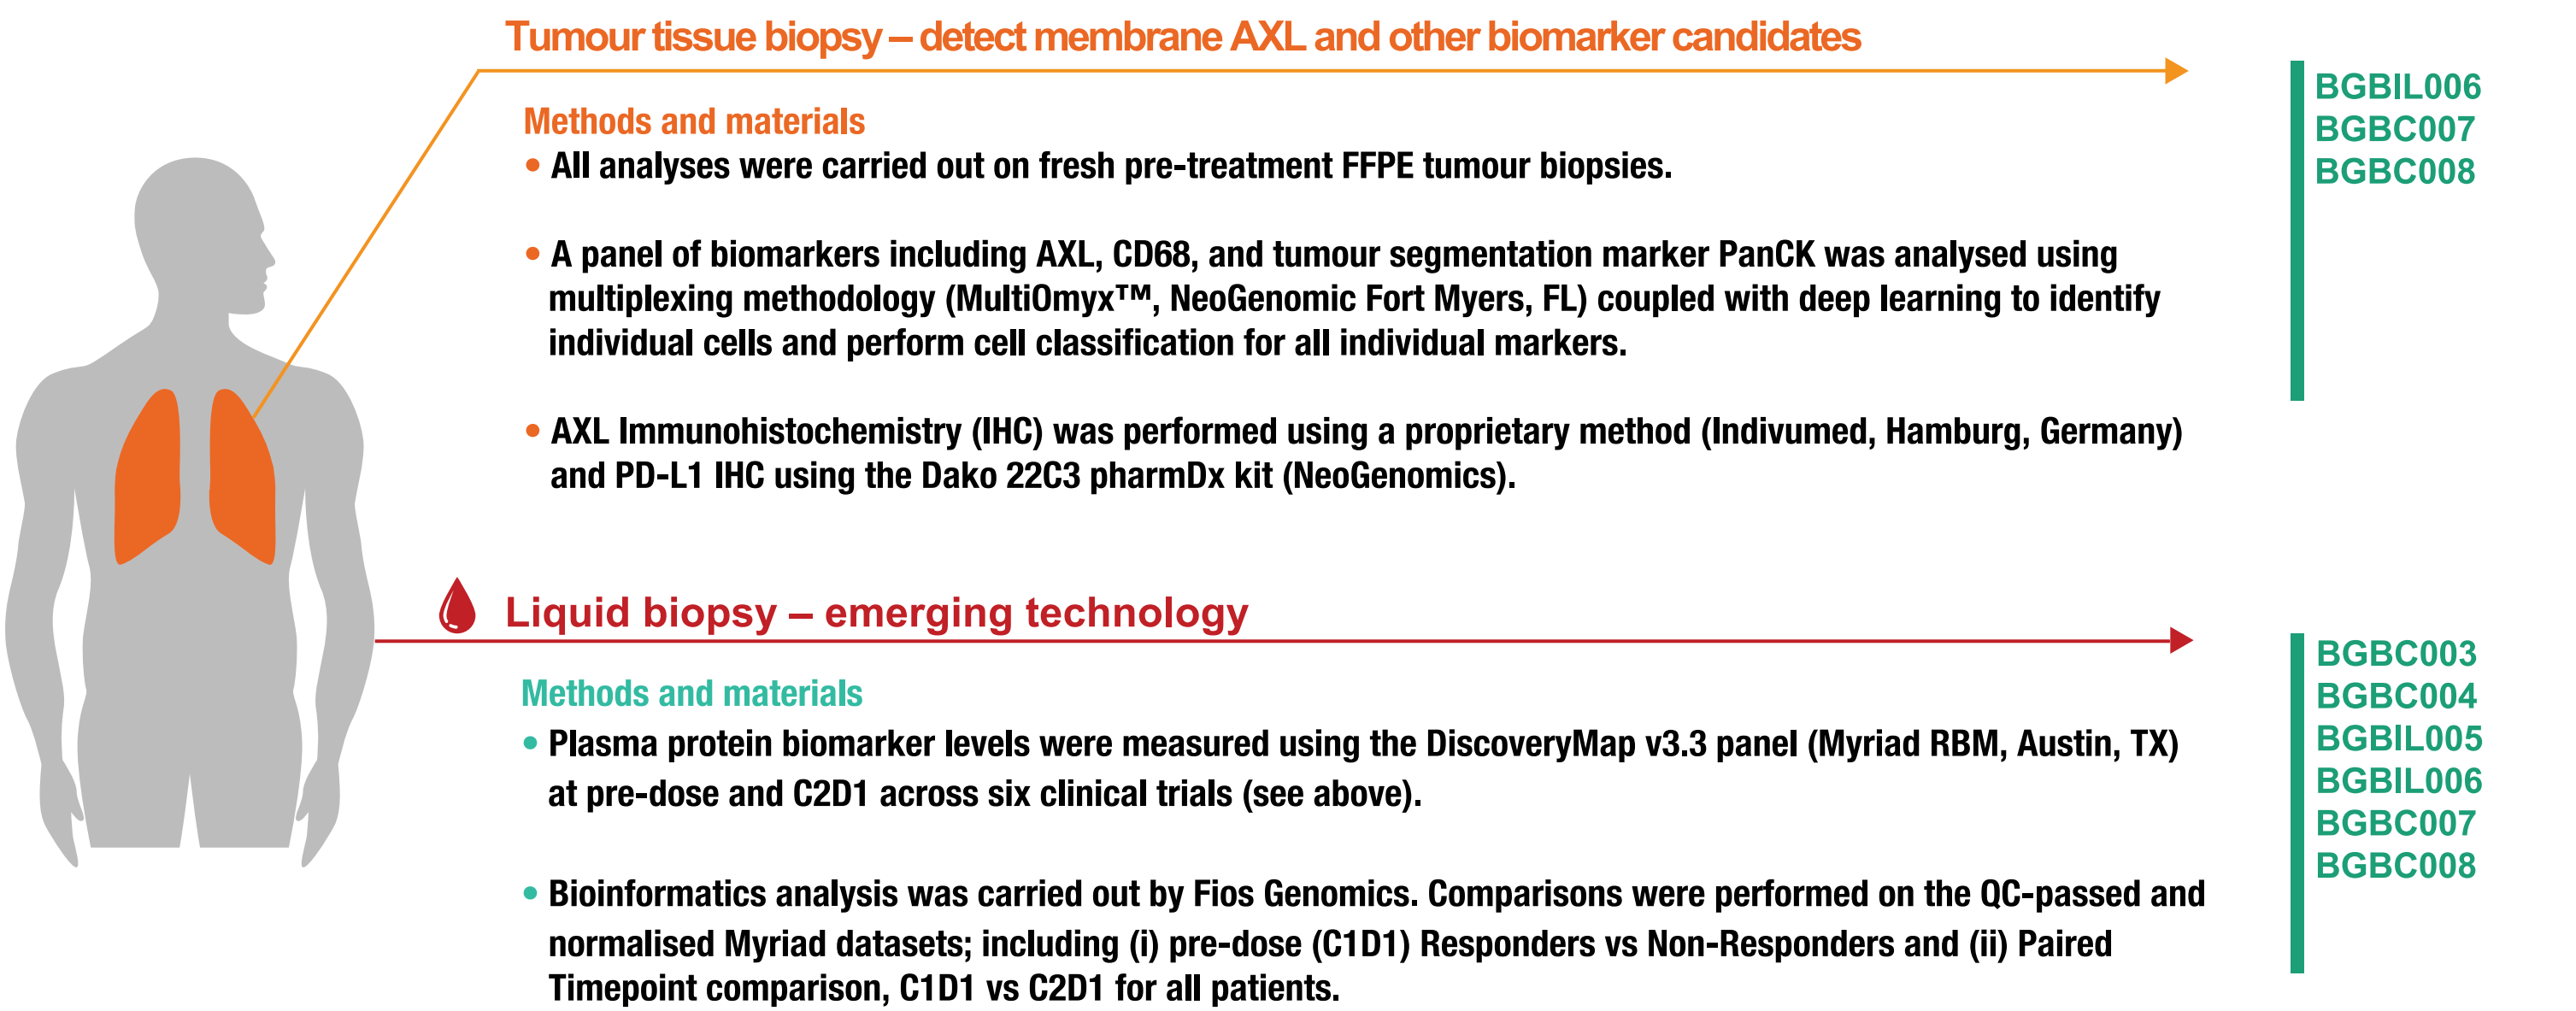 Tumour tissue biopsy – detect membrane AXL and other biomarker candidates
Methods and materials
• All analyses were carried out on fresh pre-treatment FFPE tumour biopsies.
• A panel of biomarkers including AXL, CD68, and tumour segmentation marker PanCK was analysed using
multiplexing methodology (MultiOmyx™, NeoGenomic Fort Myers, FL) coupled with deep learning to identify
individual cells and perform cell classification for all individual markers.
• AXL Immunohistochemistry (IHC) was performed using a proprietary method (Indivumed, Hamburg, Germany)
and PD-L1 IHC using the Dako 22C3 pharmDx kit (NeoGenomics).
BGBIL006
BGBC007
BGBC008
Liquid biopsy – emerging technology
Methods and materials
• Plasma protein biomarker levels were measured using the DiscoveryMap v3.3 panel (Myriad RBM, Austin, TX)
at pre-dose and C2D1 across six clinical trials (see above).
• Bioinformatics analysis was carried out by Fios Genomics. Comparisons were performed on the QC-passed and
normalised Myriad datasets; including (i) pre-dose (C1D1) Responders vs Non-Responders and (ii) Paired
Timepoint comparison, C1D1 vs C2D1 for all patients.
BGBC003
BGBC004
BGBIL005
BGBIL006
BGBC007
BGBC008